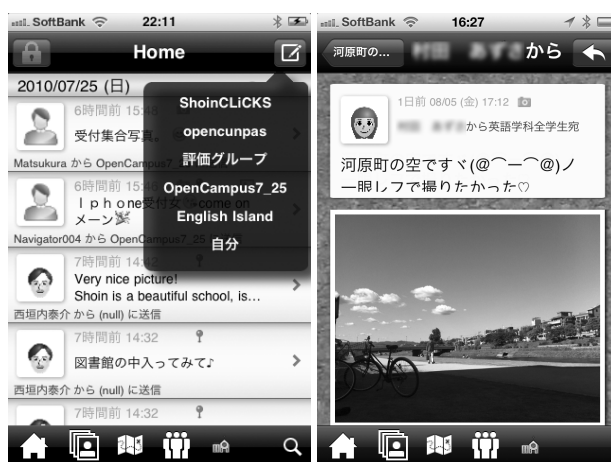 SoftBank 22:11
Home
2010/07/25 (日)
6時間前 15:46
受付集合写真。
Matsukura から OpenCampus7_25
6時間前 15:
Ｉｐｈｏｎｅ受付女 come on
メーン
Navigator004 から OpenCampus7_25
7時間前 14:
Very nice picture!
Shoin is a beautiful school, is…
西垣内泰介 から (null) に送信
7時間前 14:32
図書館の中入ってみて♪
西垣内泰介 から (null) に送信
7時間前 14:32
ShoinCLiCKS
opencunpas
評価グループ
OpenCampus7_25
English Island
自分
SoftBank 16:27
河原町の... から
1日前 08/05 (金) 17:12
から英語学科全学生宛
河原町の空ですヾ(@⌒ー⌒@)ノ
一眼レフで撮りたかった♡